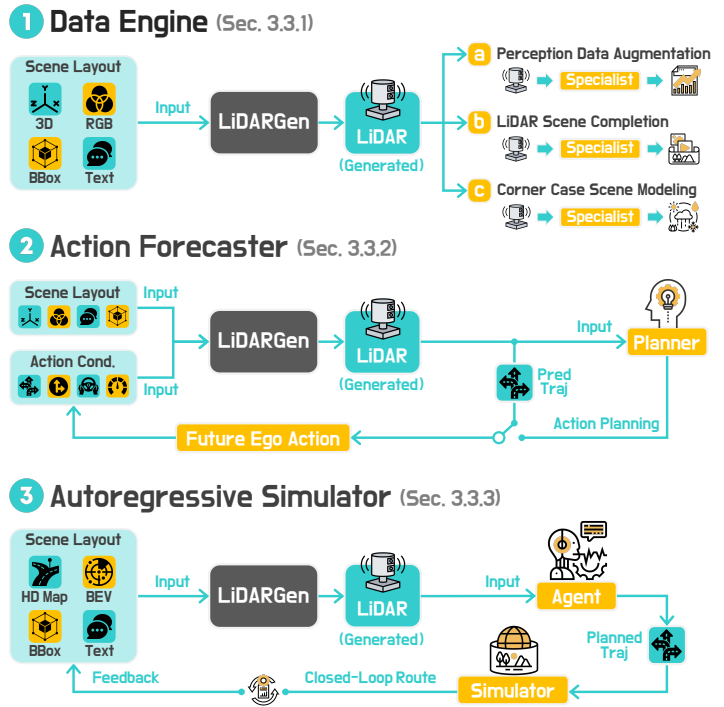 1 Data Engine (Sec. 3.3.1)
Scene Layout
3D RGB
BBox Text
Input
LiDARGen
LiDAR
(Generated)
a Perception Data Augmentation
Specialist
b LiDAR Scene Completion
Specialist
c Corner Case Scene Modeling
Specialist
2 Action Forecaster (Sec. 3.3.2)
Scene Layout
Input
Action Cond.
Input
LiDARGen
LiDAR
(Generated)
Input
Planner
Pred
Traj
Action Planning
Future Ego Action
3 Autoregressive Simulator (Sec. 3.3.3)
Scene Layout
HD Map BEV
BBox Text
Input
LiDARGen
LiDAR
(Generated)
Input
Agent
Planned
Traj
Simulator
Closed-Loop Route
Feedback